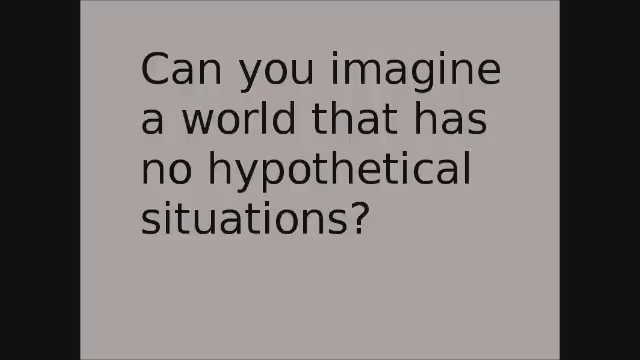 Can you imagine
a world that has
no hypothetical
situations?